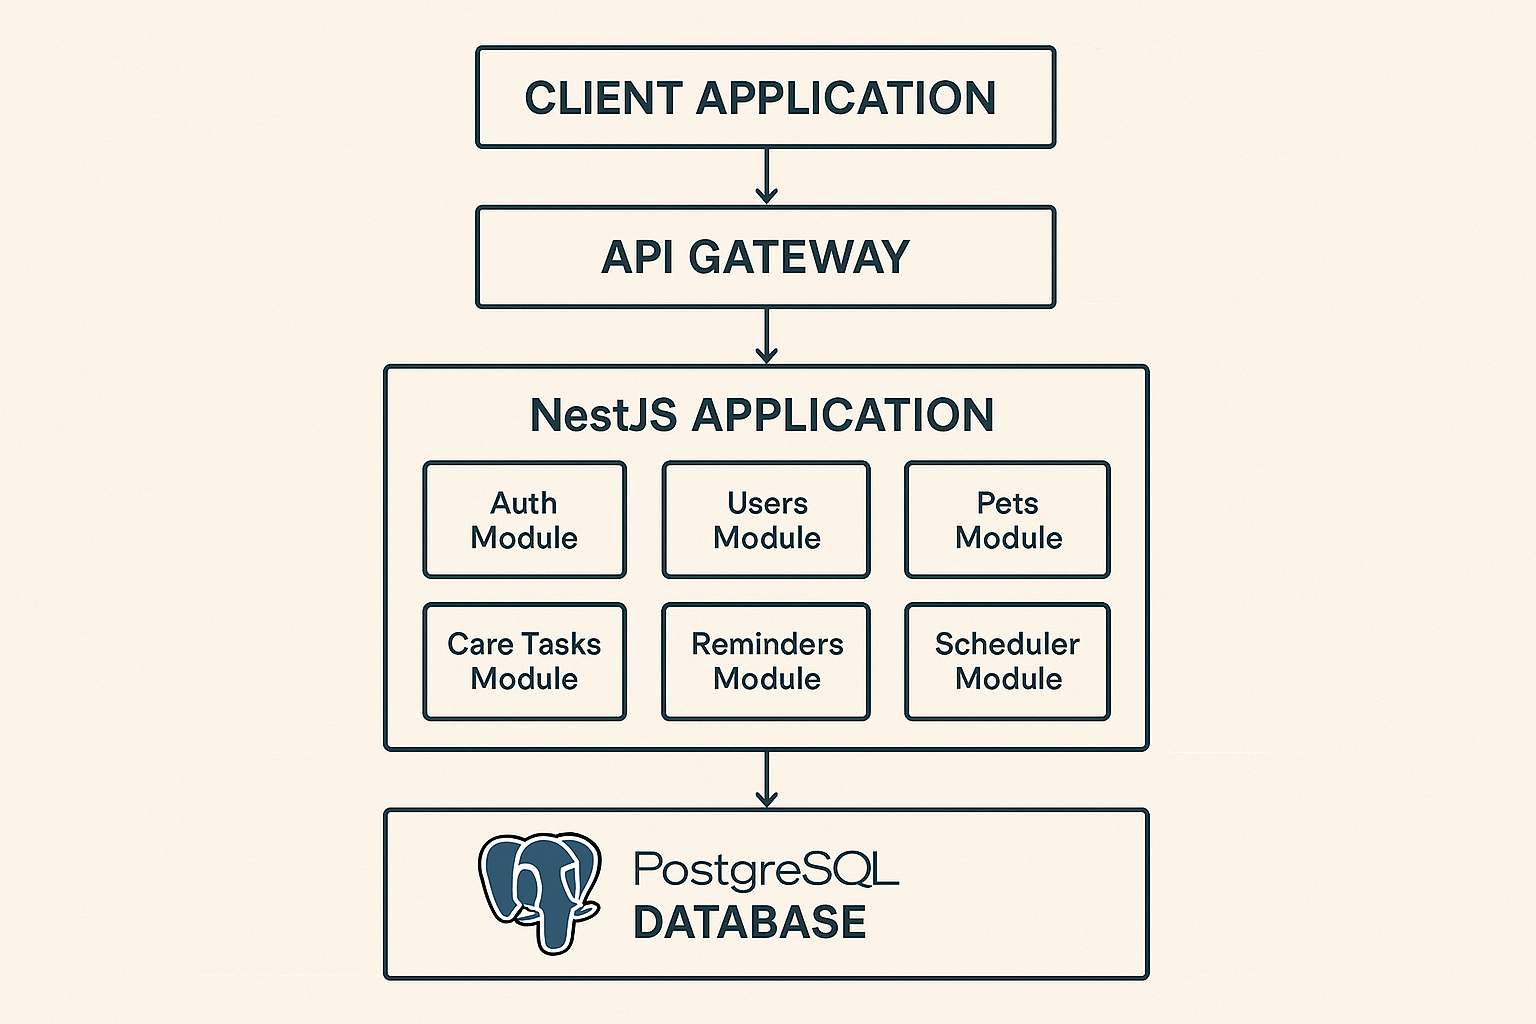 CLIENT APPLICATION
API GATEWAY
NestJS APPLICATION
Auth
Module
Users
Module
Pets
Module
Care Tasks
Module
Reminders
Module
Scheduler
Module
PostgreSQL
DATABASE